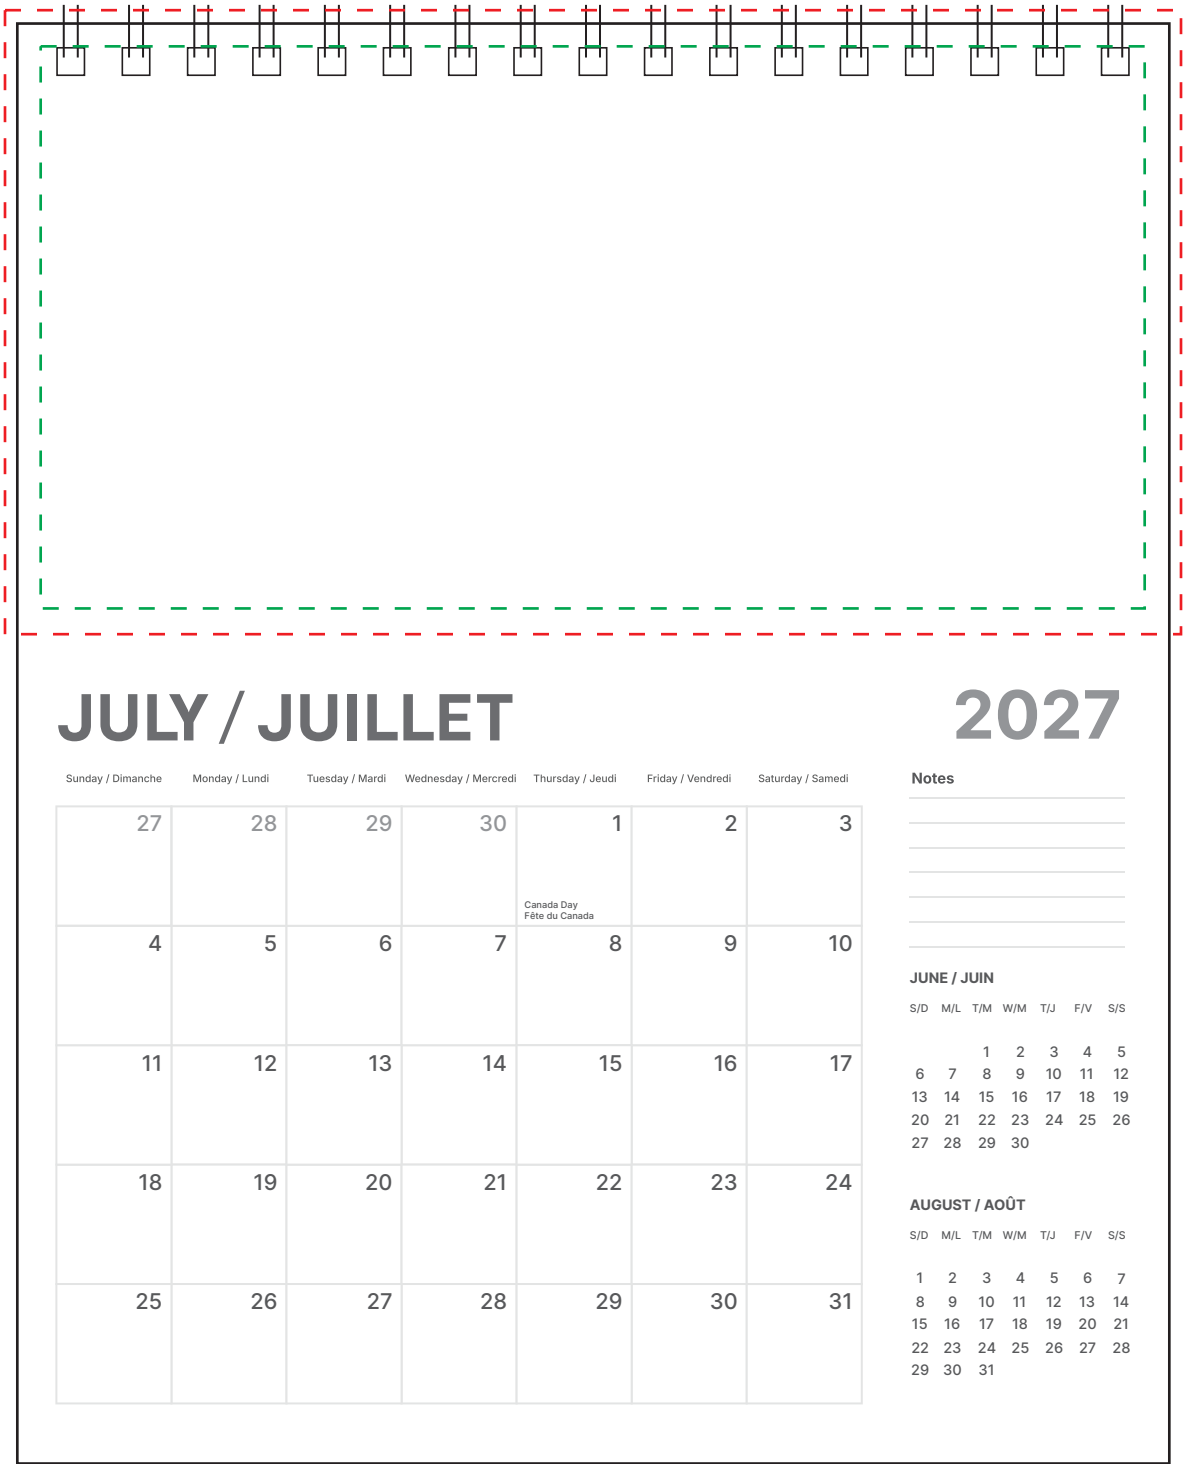 JULY / JUILLET
2027
Sunday / Dimanche Monday / Lundi Tuesday / Mardi Wednesday / Mercredi Thursday / Jeudi Friday / Vendredi Saturday / Samedi
27 28 29 30 1 2 3
Canada Day
Fête du Canada
4 5 6 7 8 9 10
11 12 13 14 15 16 17
18 19 20 21 22 23 24
25 26 27 28 29 30 31
Notes
JUNE / JUIN
S/D M/L T/M W/M T/J F/V S/S
1 2 3 4 5
6 7 8 9 10 11 12
13 14 15 16 17 18 19
20 21 22 23 24 25 26
27 28 29 30
AUGUST / AOÛT
S/D M/L T/M W/M T/J F/V S/S
1 2 3 4 5 6 7
8 9 10 11 12 13 14
15 16 17 18 19 20 21
22 23 24 25 26 27 28
29 30 31